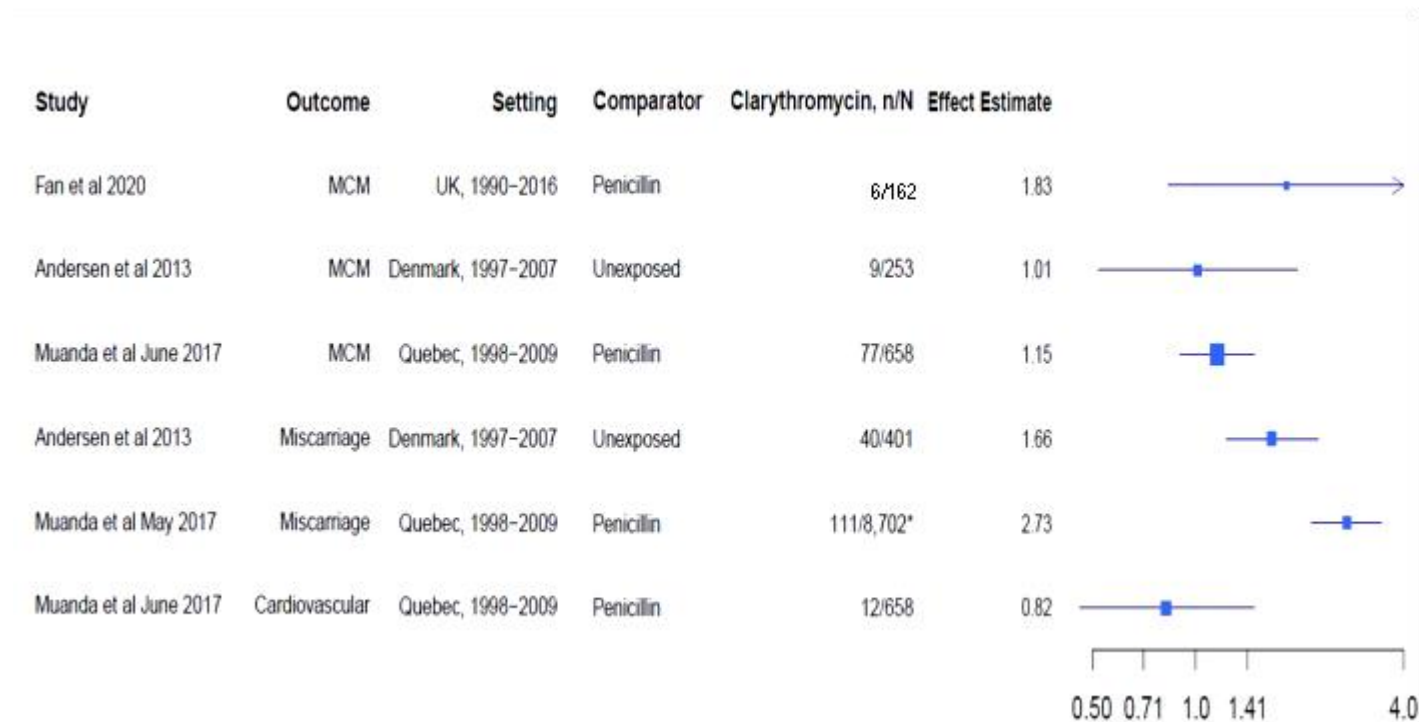 Study Outcome Setting Comparator Clarythromycin, n/N Effect Estimate
Fan et al 2020 MCM UK, 1990−2016 Penicillin 6/162 1.83
Andersen et al 2013 MCM Denmark, 1997−2007 Unexposed 9/253 1.01
Muanda et al June 2017 MCM Quebec, 1998−2009 Penicillin 77/658 1.15
Andersen et al 2013 Miscarriage Denmark, 1997−2007 Unexposed 40/401 1.66
Muanda et al May 2017 Miscarriage Quebec, 1998−2009 Penicillin 111/8,702* 2.73
Muanda et al June 2017 Cardiovascular Quebec, 1998−2009 Penicillin 12/658 0.82
0.50 0.71 1.0 1.41 4.0